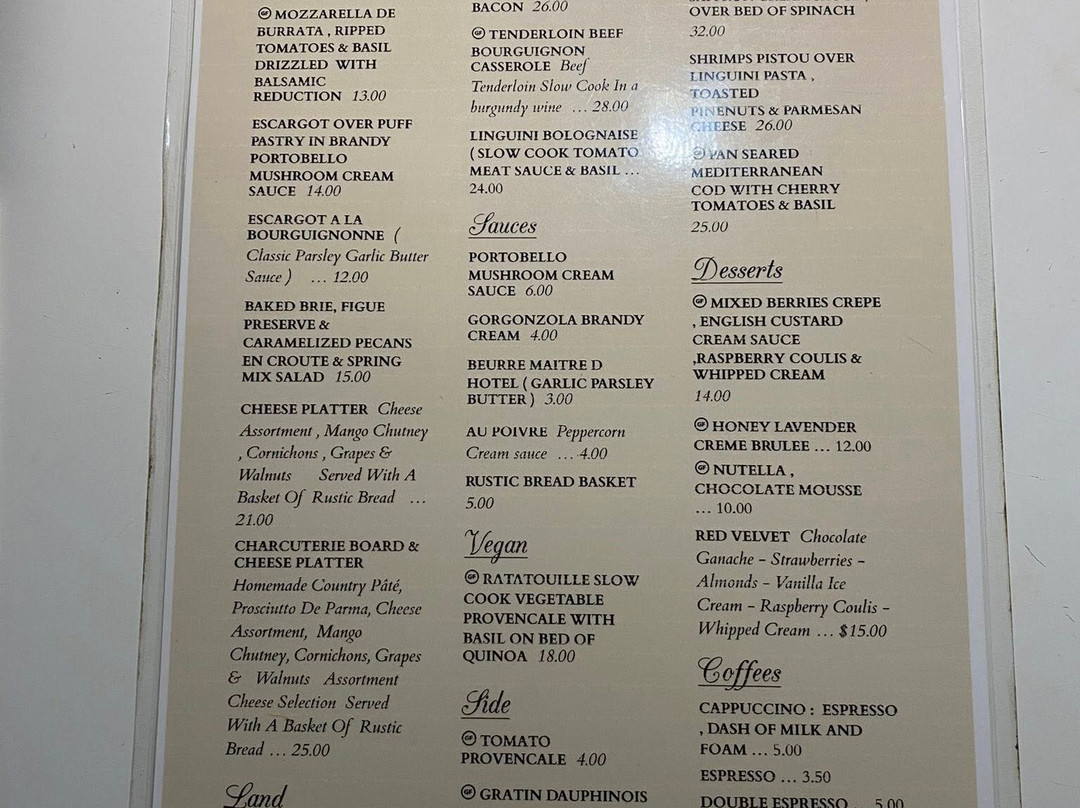 GF MOZZARELLA DE
BURRATA , RIPPED
TOMATOES & BASIL
DRIZZLED WITH
BALSAMIC
REDUCTION 13.00
ESCARGOT OVER PUFF
PASTRY IN BRANDY
PORTOBELLO
MUSHROOM CREAM
SAUCE 14.00
ESCARGOT A LA
BOURGUIGNONNE (
Classic Parsley Garlic Butter
Sauce ) ... 12.00
BAKED BRIE, FIGUE
PRESERVE &
CARAMELIZED PECANS
EN CROUTE & SPRING
MIX SALAD 15.00
CHEESE PLATTER Cheese
Assortment , Mango Chutney
, Cornichons , Grapes &
Walnuts Served With A
Basket Of Rustic Bread ...
21.00
CHARCUTERIE BOARD &
CHEESE PLATTER
Homemade Country Pâté,
Prosciutto De Parma, Cheese
Assortment, Mango
Chutney, Cornichons, Grapes
& Walnuts Assortment
Cheese Selection Served
With A Basket Of Rustic
Bread ... 25.00
Land
BACON 26.00
GF TENDERLOIN BEEF
BOURGUIGNON
CASSEROLE Beef
Tenderloin Slow Cook In a
burgundy wine ... 28.00
LINGUINI BOLOGNAISE
( SLOW COOK TOMATO
MEAT SAUCE & BASIL ...
24.00
Sauces
PORTOBELLO
MUSHROOM CREAM
SAUCE 6.00
GORGONZOLA BRANDY
CREAM 4.00
BEURRE MAITRE D
HOTEL ( GARLIC PARSLEY
BUTTER ) 3.00
AU POIVRE Peppercorn
Cream sauce ... 4.00
RUSTIC BREAD BASKET
5.00
Vegan
GF RATATOUILLE SLOW
COOK VEGETABLE
PROVENCALE WITH
BASIL ON BED OF
QUINOA 18.00
Side
GF TOMATO
PROVENCALE 4.00
GF GRATIN DAUPHINOIS
OVER BED OF SPINACH
32.00
SHRIMPS PISTOU OVER
LINGUINI PASTA ,
TOASTED
PINENUTS & PARMESAN
CHEESE 26.00
GF PAN SEARED
MEDITERRANEAN
COD WITH CHERRY
TOMATOES & BASIL
25.00
Desserts
GF MIXED BERRIES CREPE
, ENGLISH CUSTARD
CREAM SAUCE
,RASPBERRY COULIS &
WHIPPED CREAM
14.00
GF HONEY LAVENDER
CREME BRULEE ... 12.00
GF NUTELLA ,
CHOCOLATE MOUSSE
... 10.00
RED VELVET Chocolate
Ganache – Strawberries –
Almonds – Vanilla Ice
Cream – Raspberry Coulis –
Whipped Cream ... $15.00
Coffees
CAPPUCCINO : ESPRESSO
, DASH OF MILK AND
FOAM ... 5.00
ESPRESSO ... 3.50
DOUBLE ESPRESSO ... 5.00